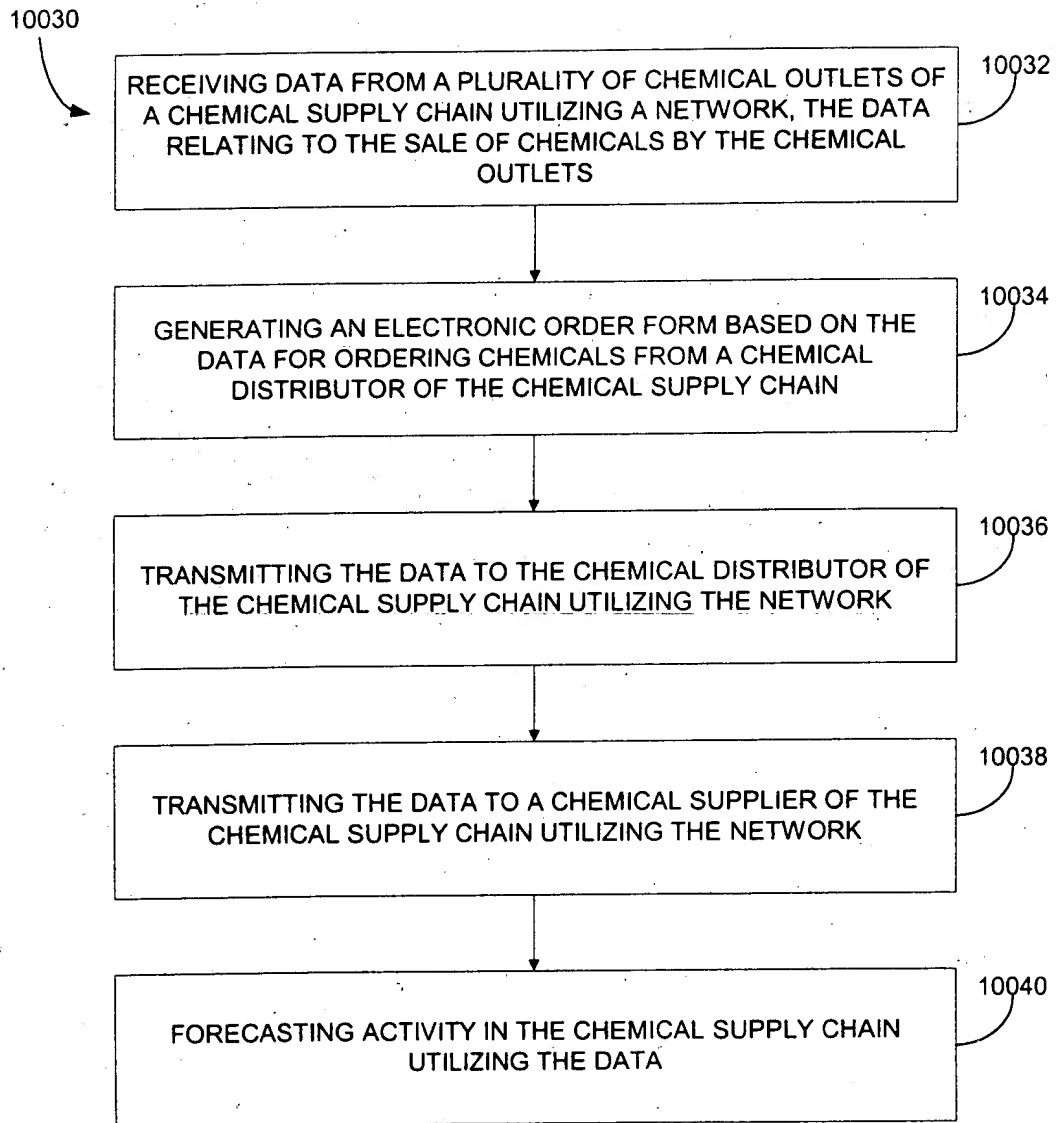 10030
RECEIVING DATA FROM A PLURALITY OF CHEMICAL OUTLETS OF
A CHEMICAL SUPPLY CHAIN UTILIZING A NETWORK, THE DATA
RELATING TO THE SALE OF CHEMICALS BY THE CHEMICAL
OUTLETS
10032
GENERATING AN ELECTRONIC ORDER FORM BASED ON THE
DATA FOR ORDERING CHEMICALS FROM A CHEMICAL
DISTRIBUTOR OF THE CHEMICAL SUPPLY CHAIN
10034
TRANSMITTING THE DATA TO THE CHEMICAL DISTRIBUTOR OF
THE CHEMICAL SUPPLY CHAIN UTILIZING THE NETWORK
10036
TRANSMITTING THE DATA TO A CHEMICAL SUPPLIER OF THE
CHEMICAL SUPPLY CHAIN UTILIZING THE NETWORK
10038
FORECASTING ACTIVITY IN THE CHEMICAL SUPPLY CHAIN
UTILIZING THE DATA
10040